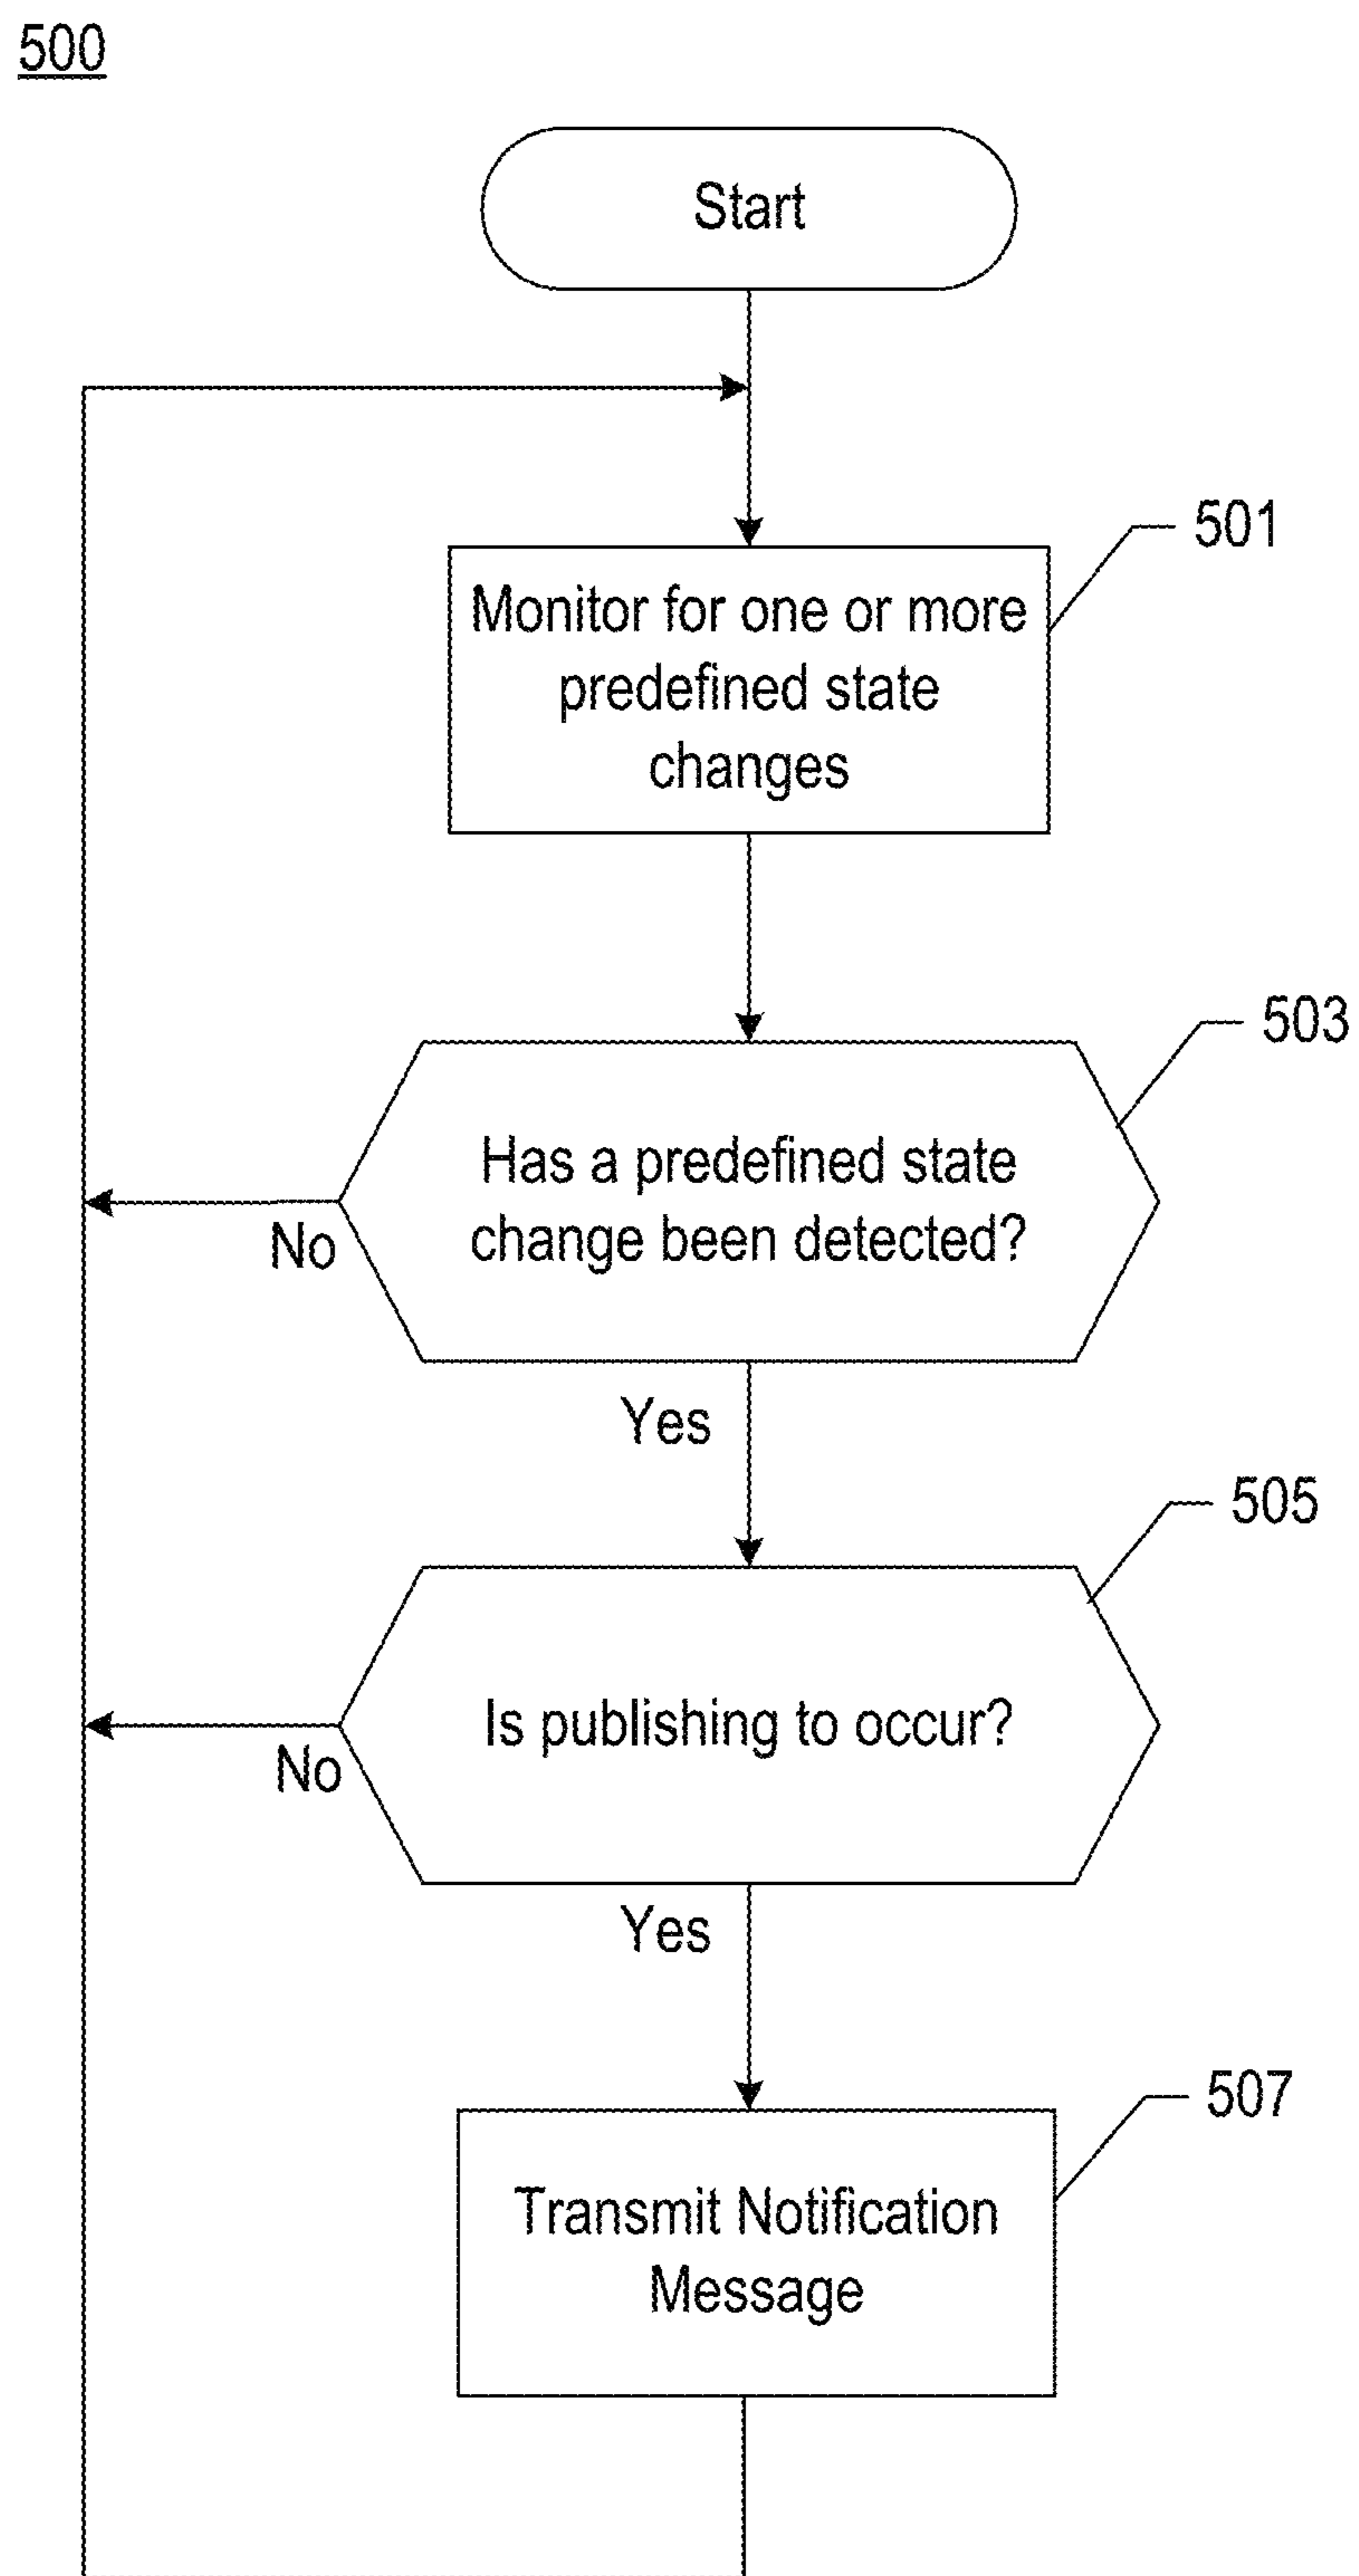 500
Start
501
Monitor for one or more
predefined state
changes
503
Has a predefined state
change been detected?
No
Yes
505
Is publishing to occur?
No
Yes
507
Transmit Notification
Message